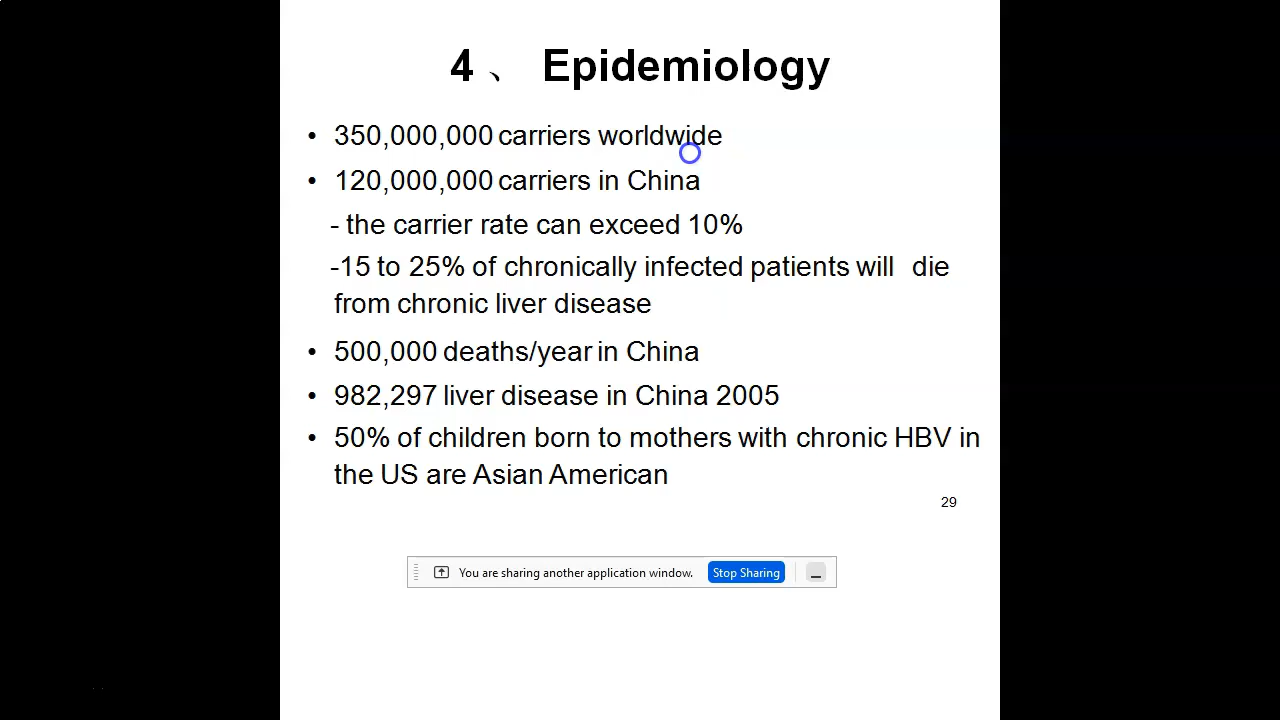 4 、 Epidemiology
• 350,000,000 carriers worldwide
• 120,000,000 carriers in China
- the carrier rate can exceed 10%
-15 to 25% of chronically infected patients will die
from chronic liver disease
• 500,000 deaths/year in China
• 982,297 liver disease in China 2005
• 50% of children born to mothers with chronic HBV in
the US are Asian American
29
You are sharing another application window. Stop Sharing